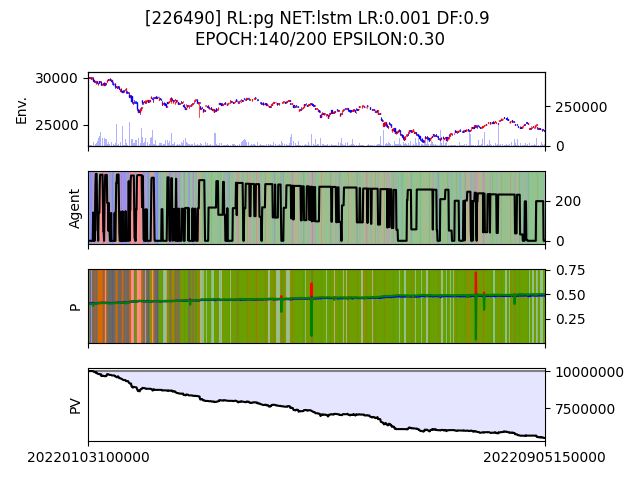 [226490] RL:pg NET:lstm LR:0.001 DF:0.9
EPOCH:140/200 EPSILON:0.30
Env.
30000
25000
250000
0
Agent
200
0
P
0.75
0.50
0.25
PV
10000000
7500000
20220103100000
20220905150000